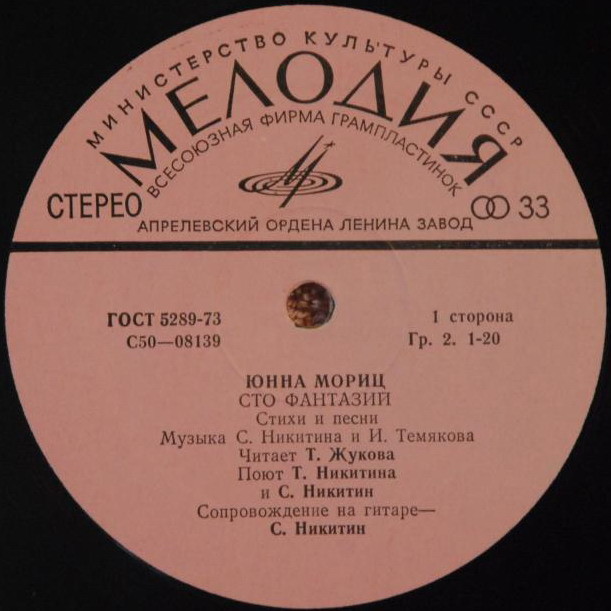 МИНИСТЕРСТВО КУЛЬТУРЫ СССР
МЕЛОДИЯ
ВСЕСОЮЗНАЯ ФИРМА ГРАМПЛАСТИНОК
СТЕРЕО
33
АПРЕЛЕВСКИЙ ОРДЕНА ЛЕНИНА ЗАВОД
ГОСТ 5289-73
1 сторона
С50—08139
Гр. 2. 1-20
ЮННА МОРИЦ
СТО ФАНТАЗИЙ
Стихи и песни
Музыка С. Никитина и И. Темякова
Читает Т. Жукова
Поют Т. Никитина
и С. Никитин
Сопровождение на гитаре—
С. Никитин